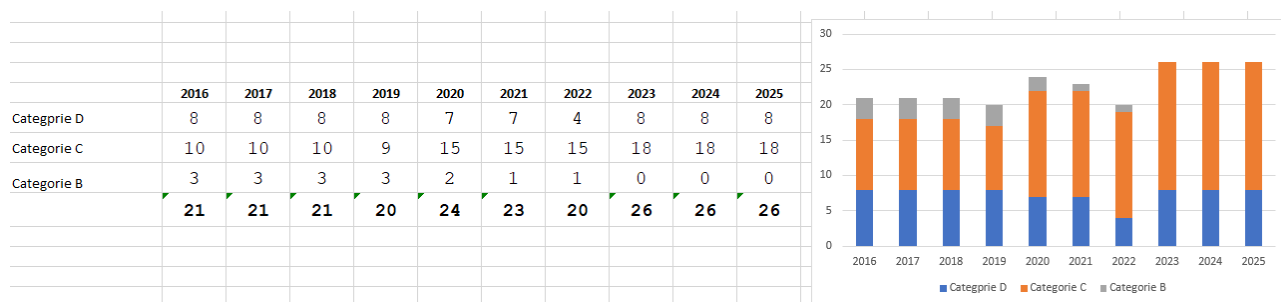 2016 2017 2018 2019 2020 2021 2022 2023 2024 2025
Categprie D 8 8 8 8 7 7 4 8 8 8
Categorie C 10 10 10 9 15 15 15 18 18 18
Categorie B 3 3 3 3 2 1 1 0 0 0
21 21 21 20 24 23 20 26 26 26
30
25
20
15
10
5
0
2016 2017 2018 2019 2020 2021 2022 2023 2024 2025
Categprie D Categorie C Categorie B